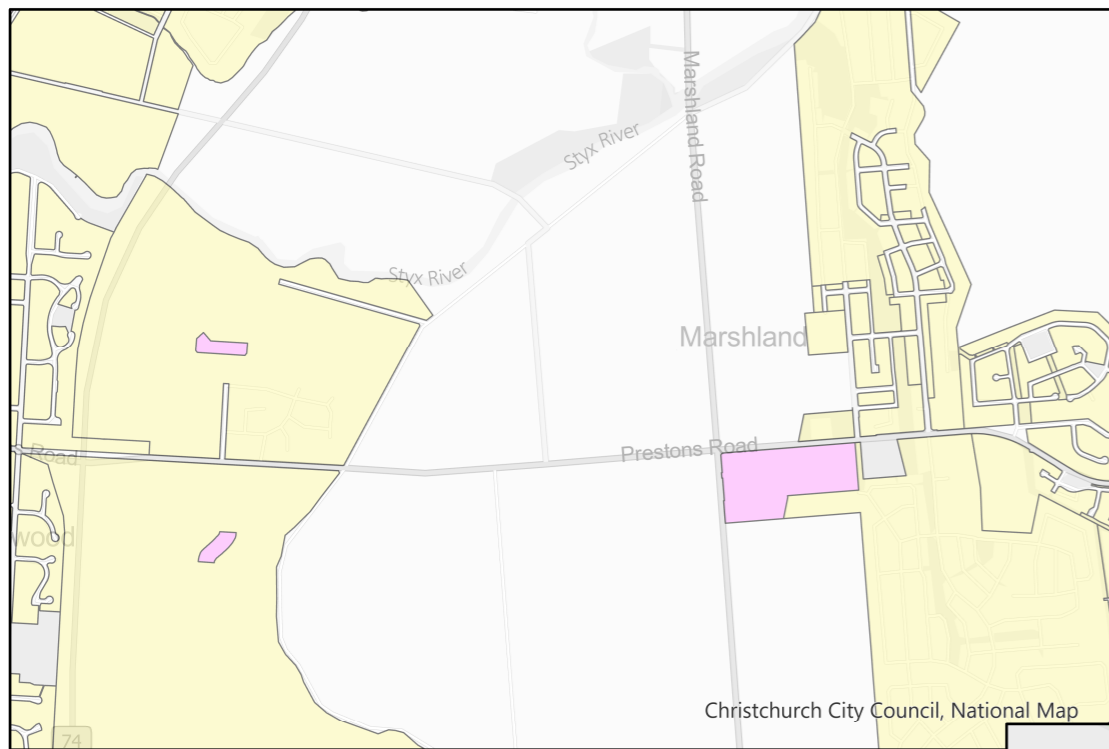 Marshland Road
Styx River
Styx River
Marshland
Prestons Road
Road
wood
Christchurch City Council, National Map
74